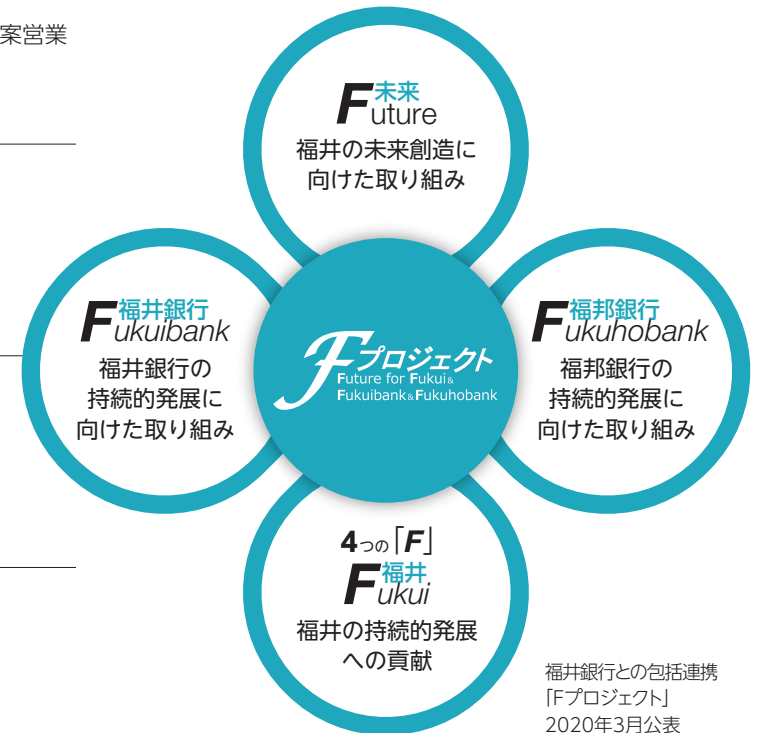 案営業
未来
Future
福井の未来創造に
向けた取り組み
福井銀行
Fukuibank
福井銀行の
持続的発展に
向けた取り組み
Fプロジェクト
Future for Fukui&
Fukuibank&Fukuhobank
福邦銀行
Fukuhobank
福邦銀行の
持続的発展に
向けた取り組み
4つの「F」
福井
Fukui
福井の持続的発展
への貢献
福井銀行との包括連携
「Fプロジェクト」
2020年3月公表